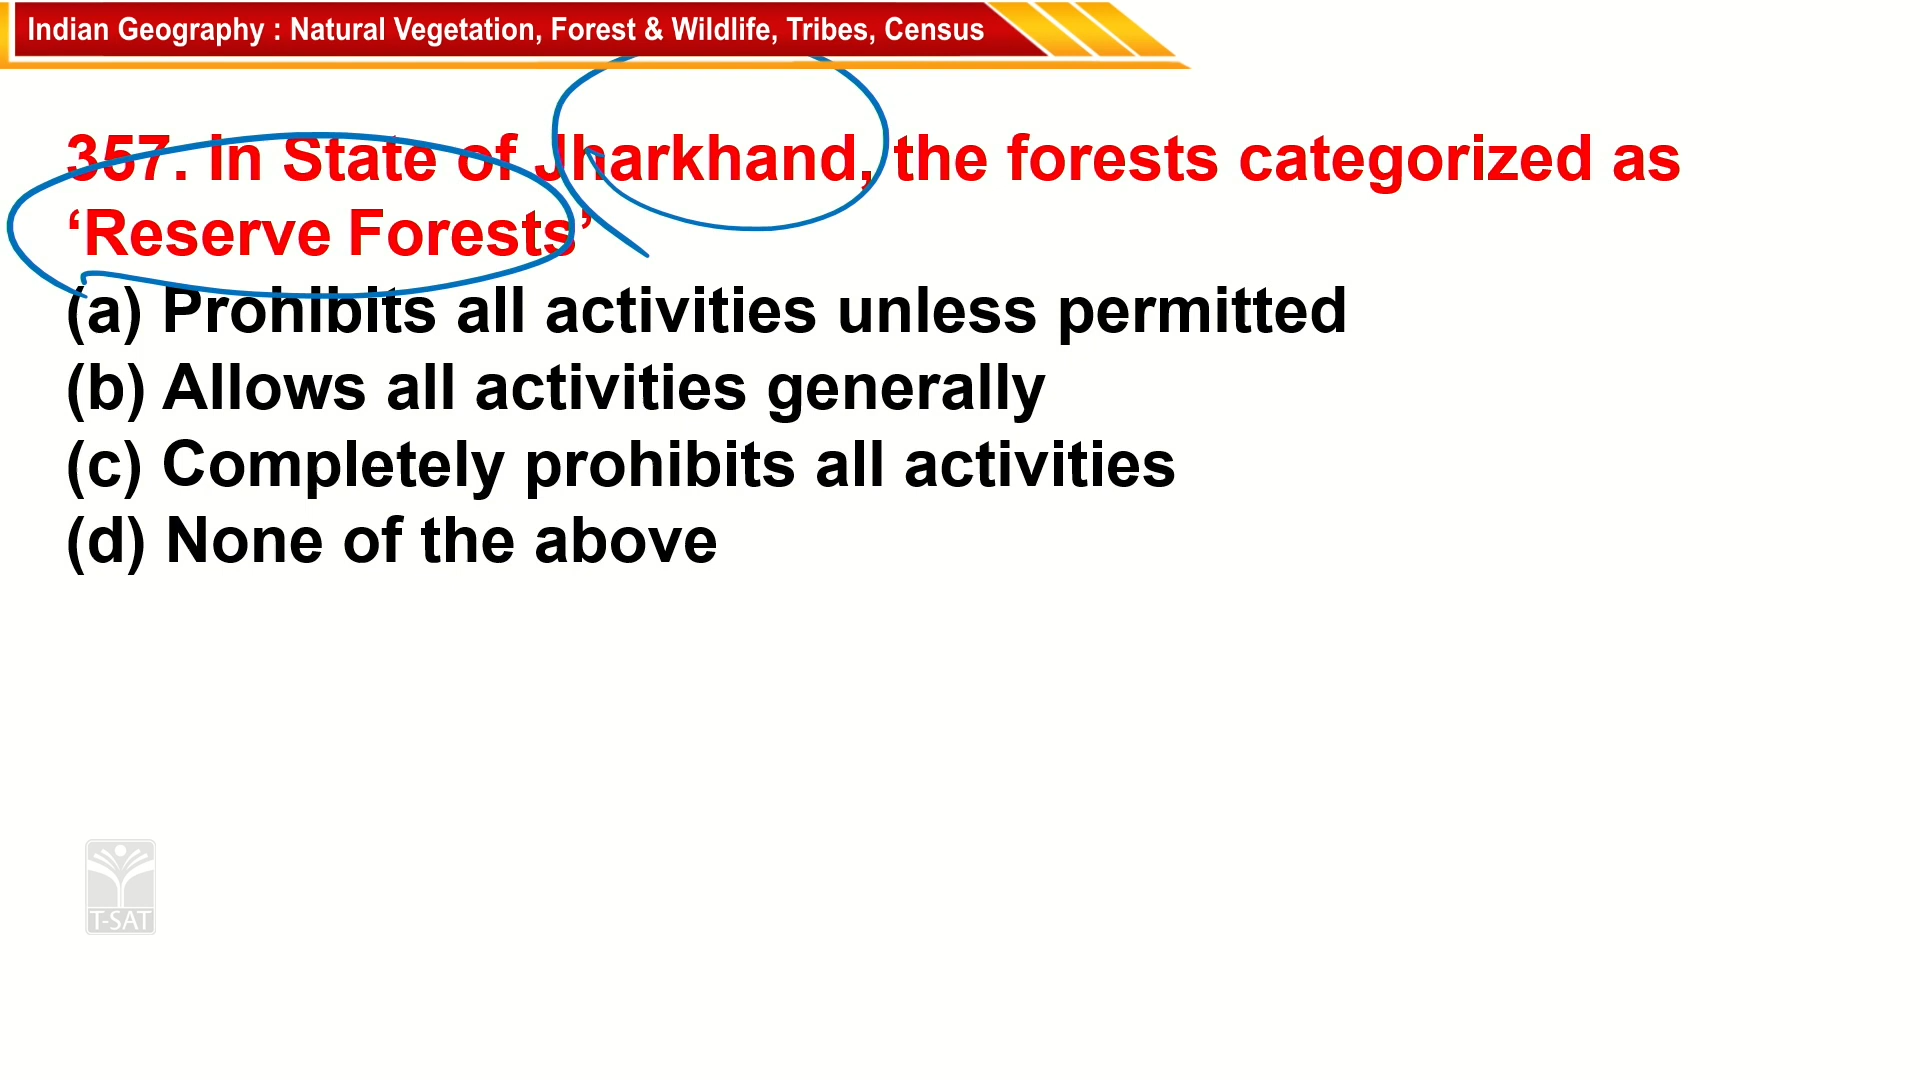 Indian Geography : Natural Vegetation, Forest & Wildlife, Tribes, Census
357. In State of Jharkhand, the forests categorized as
‘Reserve Forests’
(a) Prohibits all activities unless permitted
(b) Allows all activities generally
(c) Completely prohibits all activities
(d) None of the above
T-SAT